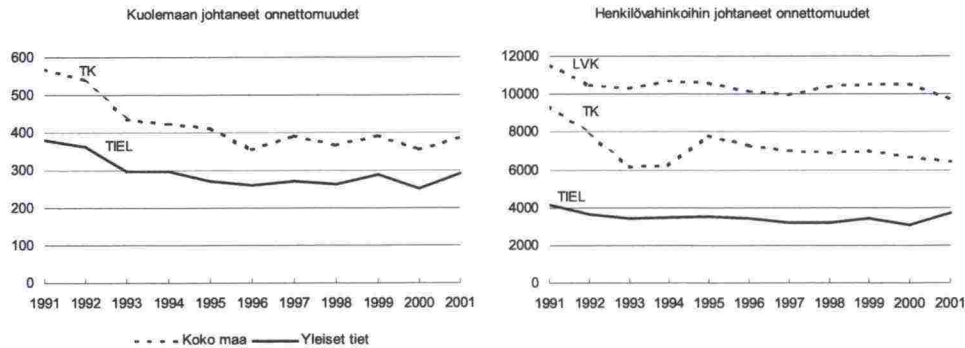 Kuolemaan johtaneet onnettomuudet
600
500
400
300
200
100
0
TK
TIEL
1991 1992 1993 1994 1995 1996 1997 1998 1999 2000 2001
Koko maa Yleiset tiet
Henkilövahinkoihin johtaneet onnettomuudet
12000
10000
8000
6000
4000
2000
0
LVK
TK
TIEL
1991 1992 1993 1994 1995 1996 1997 1998 1999 2000 2001